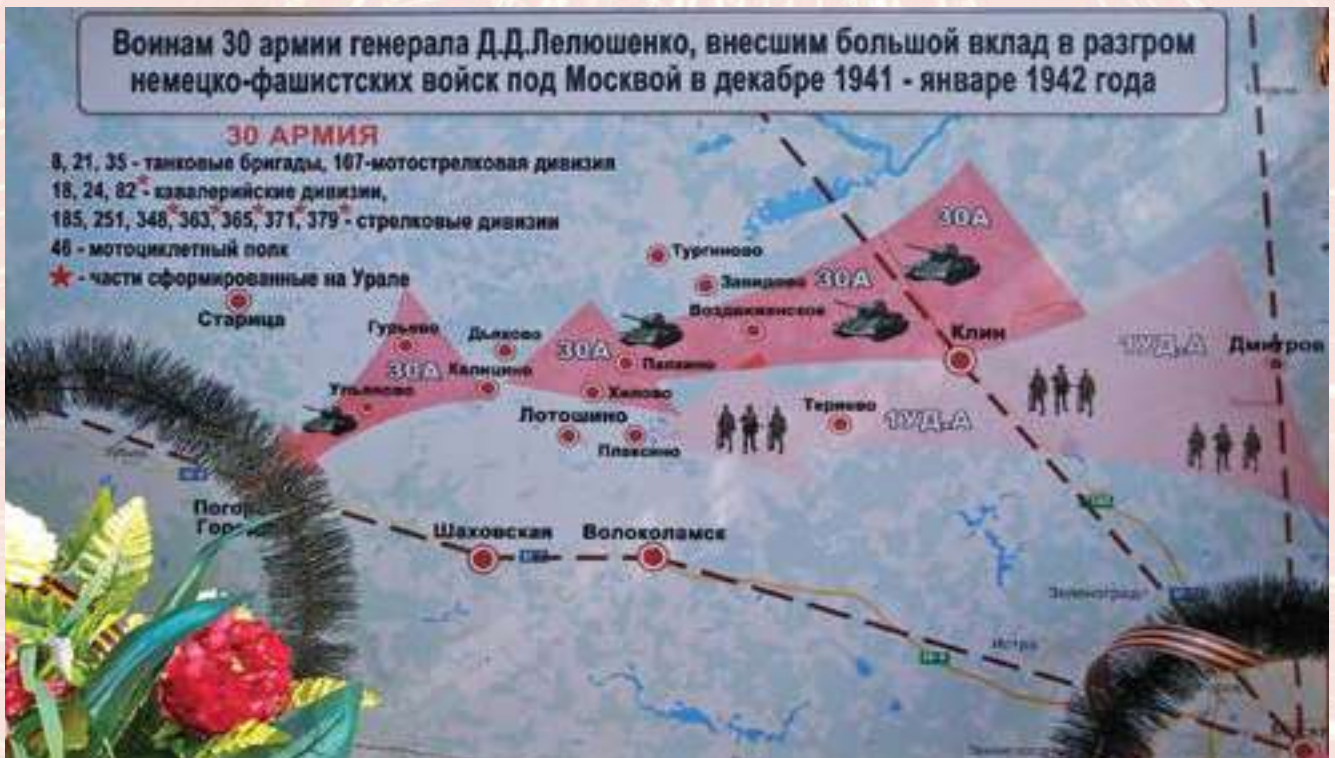 Воинам 30 армии генерала Д.Д.Лелюшенко, внесшим большой вклад в разгром
немецко-фашистских войск под Москвой в декабре 1941 - январе 1942 года
30 АРМИЯ
8, 21, 35 - танковые бригады, 107-мотострелковая дивизия
18, 24, 82 - кавалерийские дивизии,
185, 251, 348, 363, 365, 371, 379 - стрелковые дивизии
46 - мотоциклетный полк
- части сформированные на Урале
30А
Тургиново
Завидово
30А
Старица
Воздвиженское
Гурьево
Дьяково
Клин
1УД.А
Дмитров
30А
30А
Калицино
Палкино
Ульяново
Хилово
Теряево
1УД.А
Лотошино
Плаксино
Погор
Горо
Шаховская
Волоколамск
Зеленоград
Истра